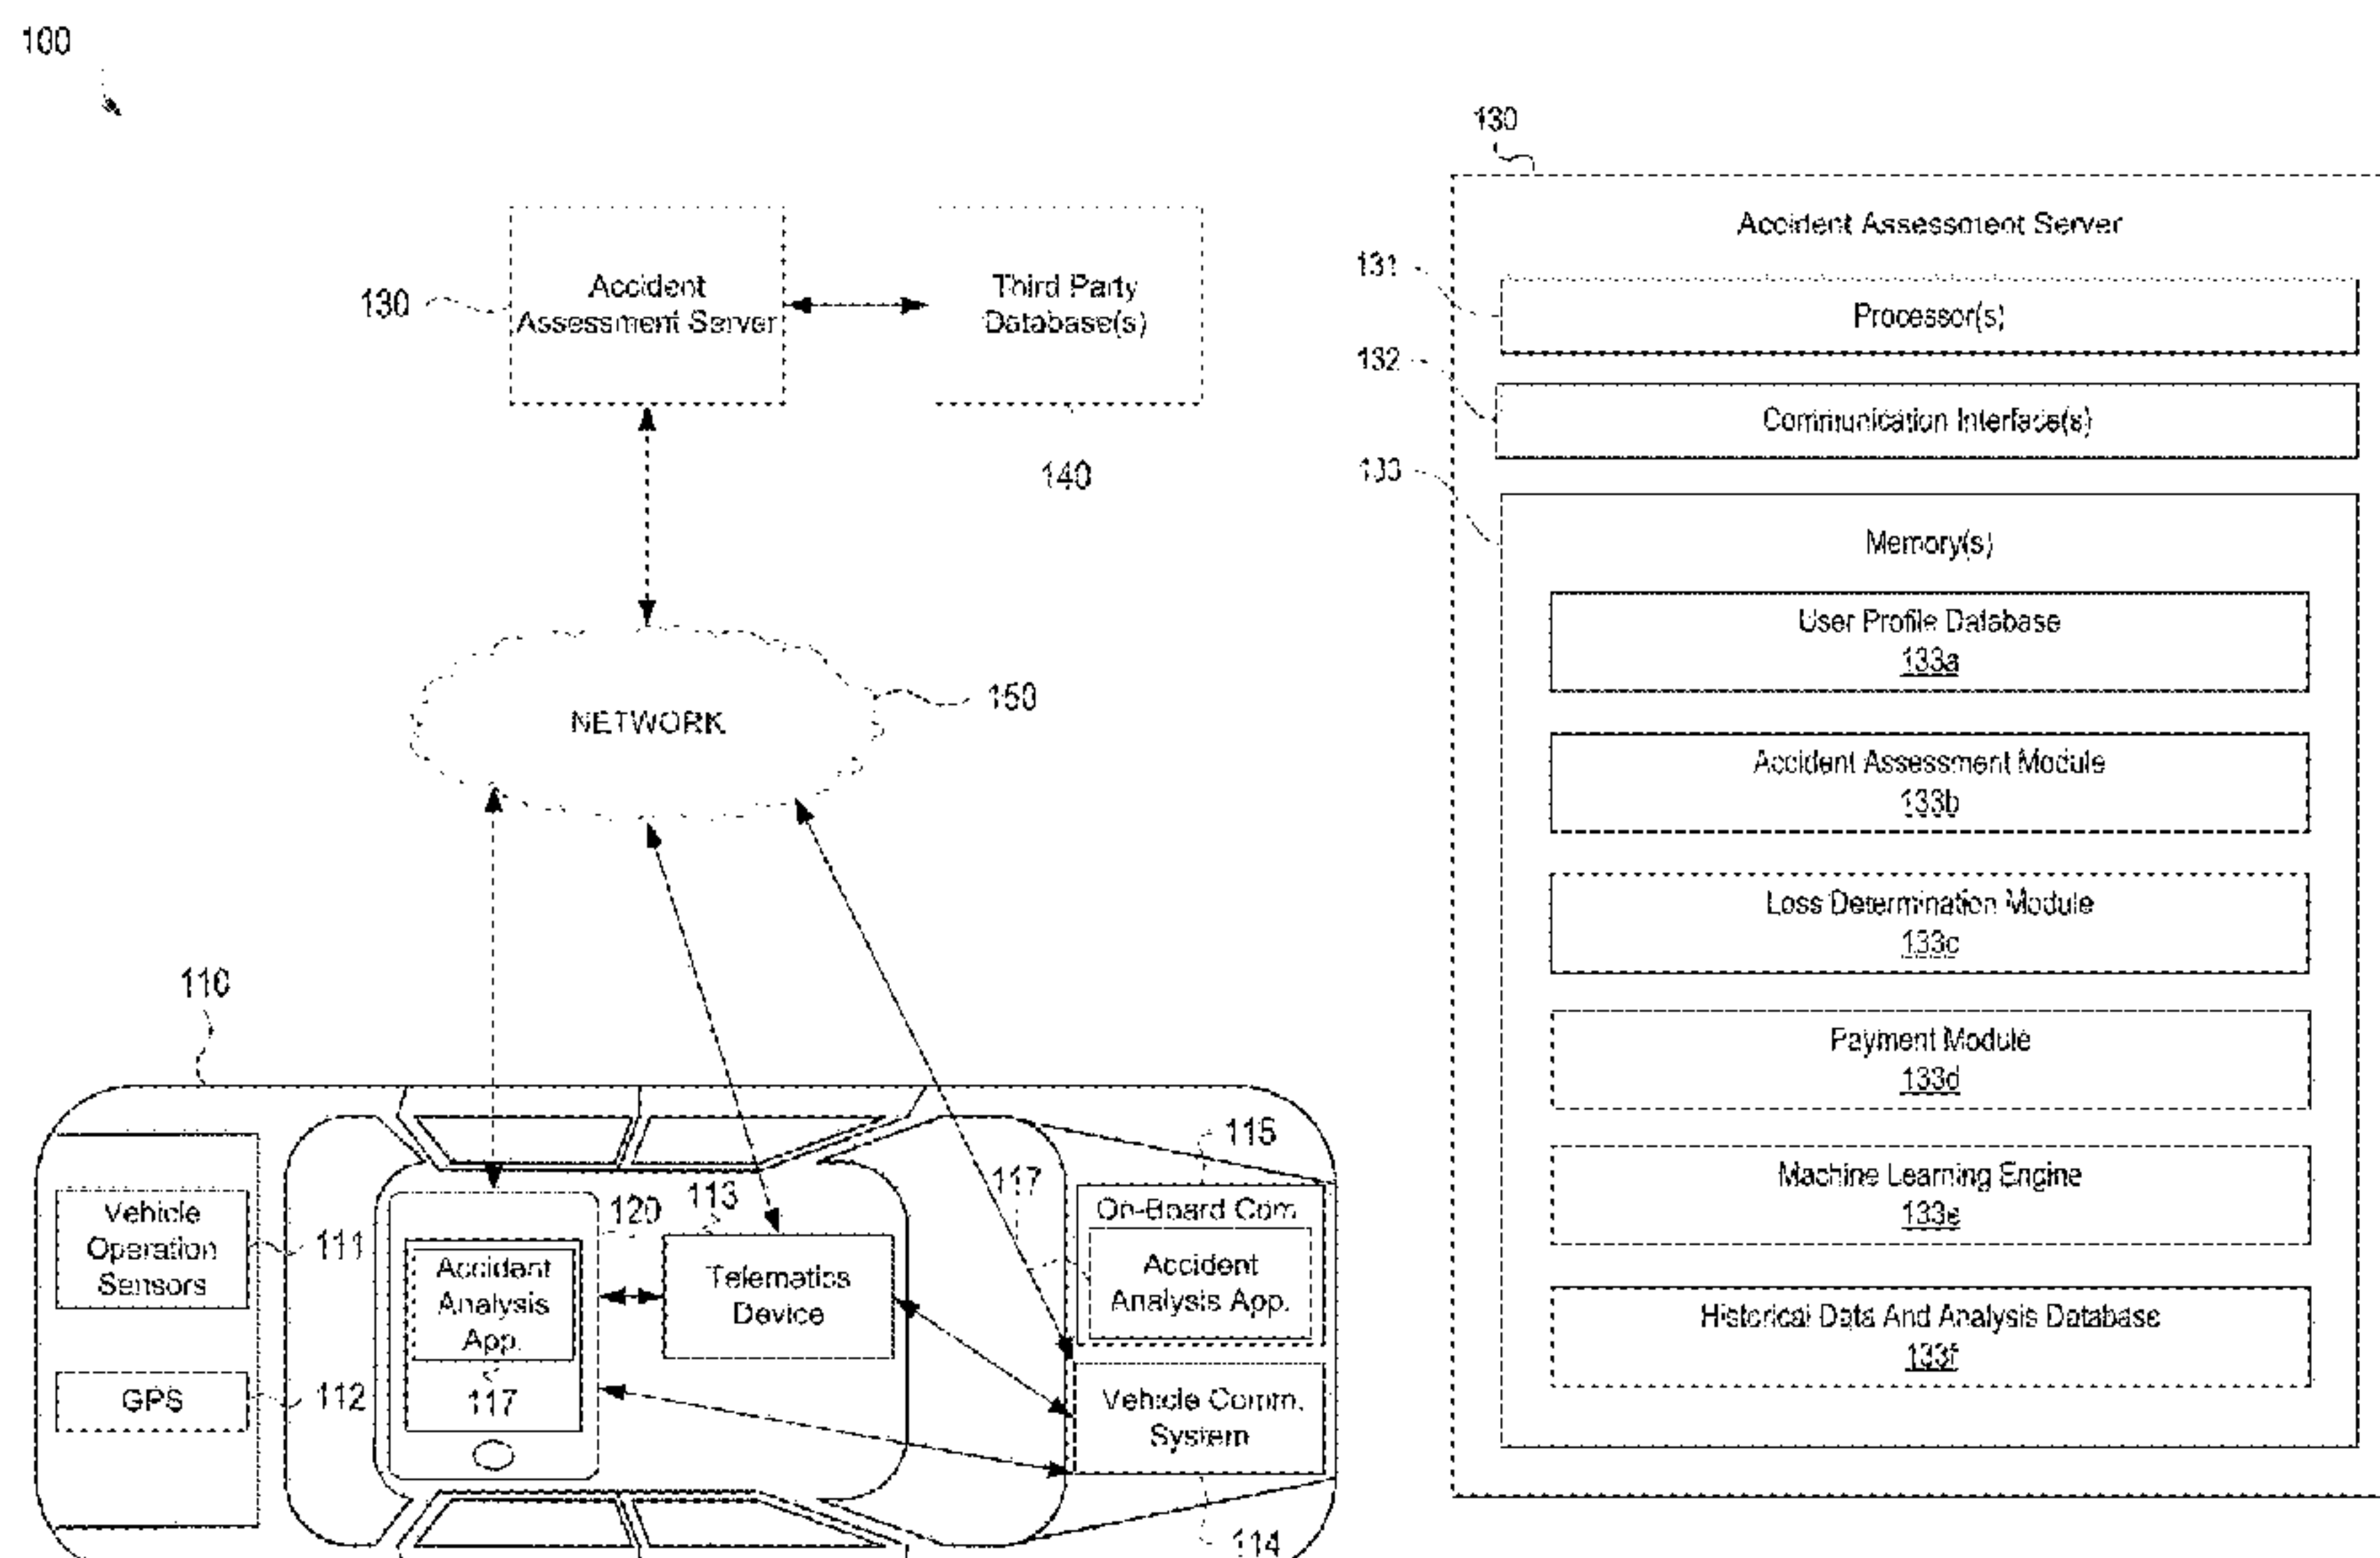 100
130
Accident Assessment Server
131
Processor(s)
132
Communication Interface(s)
133
Memory(s)
User Profile Database
133a
Accident Assessment Module
133b
Loss Determination Module
133c
Payment Module
133d
Machine Learning Engine
133e
Historical Data And Analysis Database
133f
130
Accident
Assessment Server
Third Party
Database(s)
140
NETWORK
150
110
Vehicle
Operation
Sensors
111
GPS
112
Accident
Analysis
App.
117
120
113
Telematics
Device
117
115
On-Board Com.
Accident
Analysis App.
Vehicle Comm.
System
114